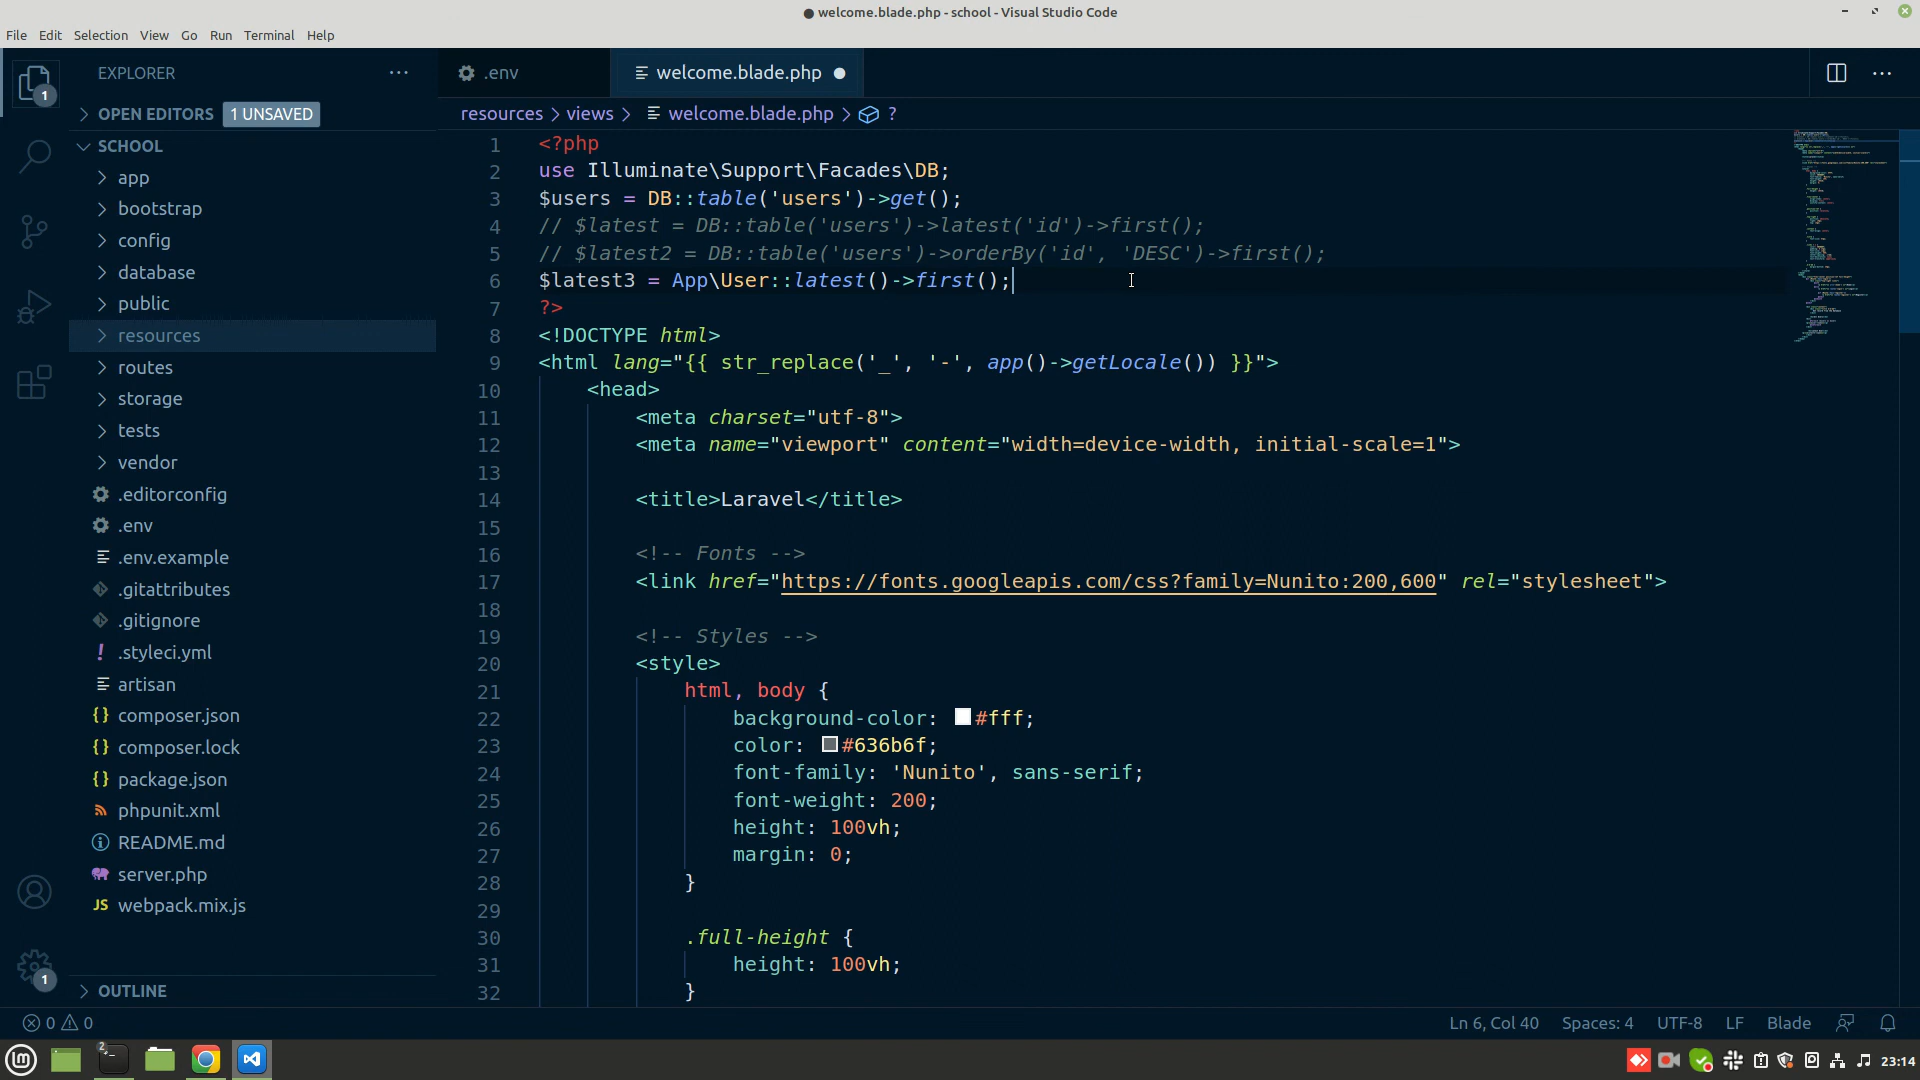 ● welcome.blade.php - school - Visual Studio Code
File Edit Selection View Go Run Terminal Help
EXPLORER
.env
welcome.blade.php
OPEN EDITORS 1 UNSAVED
resources > views > welcome.blade.php > ?
SCHOOL
app
bootstrap
config
database
public
resources
routes
storage
tests
vendor
.editorconfig
.env
.env.example
.gitattributes
.gitignore
.styleci.yml
artisan
composer.json
composer.lock
package.json
phpunit.xml
README.md
server.php
JS webpack.mix.js
OUTLINE
1
1
1 <?php
2 use Illuminate\Support\Facades\DB;
3 $users = DB::table('users')->get();
4 // $latest = DB::table('users')->latest('id')->first();
5 // $latest2 = DB::table('users')->orderBy('id', 'DESC')->first();
6 $latest3 = App\User::latest()->first();
7 ?>
8 <!DOCTYPE html>
9 <html lang="{{ str_replace('_', '-', app()->getLocale()) }}">
10 <head>
11 <meta charset="utf-8">
12 <meta name="viewport" content="width=device-width, initial-scale=1">
13
14 <title>Laravel</title>
15
16 <!-- Fonts -->
17 <link href="https://fonts.googleapis.com/css?family=Nunito:200,600" rel="stylesheet">
18
19 <!-- Styles -->
20 <style>
21 html, body {
22 background-color: #fff;
23 color: #636b6f;
24 font-family: 'Nunito', sans-serif;
25 font-weight: 200;
26 height: 100vh;
27 margin: 0;
28 }
29
30 .full-height {
31 height: 100vh;
32 }
0 0
Ln 6, Col 40 Spaces: 4 UTF-8 LF Blade
2
23:14